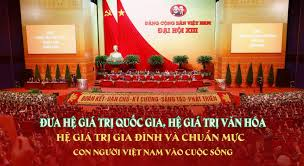 ĐẢNG CỘNG SẢN VIỆT NAM
ĐẠI HỘI XIII
ĐOÀN KẾT - DÂN CHỦ - KỶ CƯƠNG - SÁNG TẠO - PHÁT TRIỂN
ĐƯA HỆ GIÁ TRỊ QUỐC GIA, HỆ GIÁ TRỊ VĂN HÓA
HỆ GIÁ TRỊ GIA ĐÌNH VÀ CHUẨN MỰC
CON NGƯỜI VIỆT NAM VÀO CUỘC SỐNG